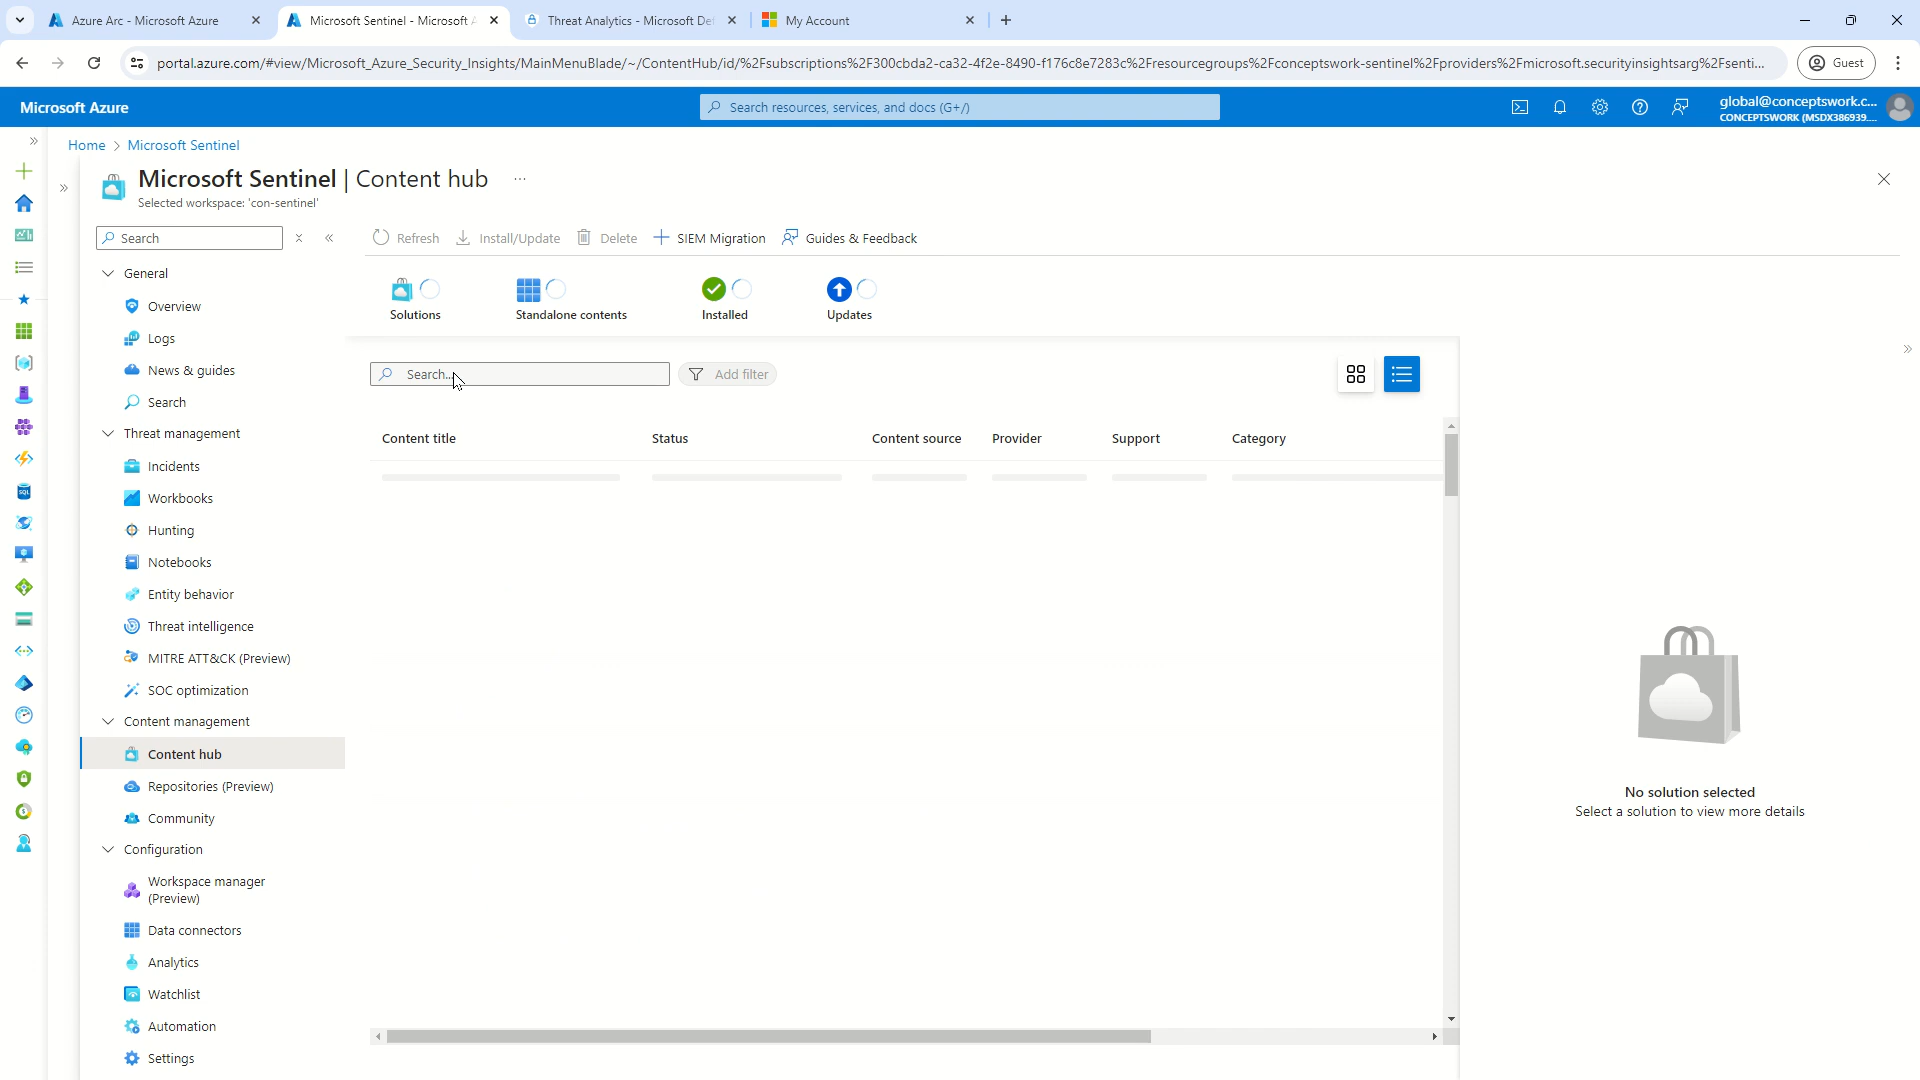 Azure Arc - Microsoft Azure
Microsoft Sentinel - Microsoft A
Threat Analytics - Microsoft De
My Account
portal.azure.com/#view/Microsoft_Azure_Security_Insights/MainMenuBlade/~/ContentHub/id/%2Fsubscriptions%2F300cbda2-ca32-4f2e-8490-f176c8e7283c%2Fresourcegroups%2Fconceptswork-sentinel%2Fproviders%2Fmicrosoft.securityinsightsarg%2Fsenti...
Guest
Microsoft Azure
Search resources, services, and docs (G+/)
global@conceptswork.c...
CONCEPTSWORK (MSDX386939....
Home > Microsoft Sentinel
Microsoft Sentinel | Content hub ...
Selected workspace: 'con-sentinel'
Search
Refresh
Install/Update
Delete
SIEM Migration
Guides & Feedback
General
Overview
Logs
News & guides
Search
Threat management
Incidents
Workbooks
Hunting
Notebooks
Entity behavior
Threat intelligence
MITRE ATT&CK (Preview)
SOC optimization
Content management
Content hub
Repositories (Preview)
Community
Configuration
Workspace manager
(Preview)
Data connectors
Analytics
Watchlist
Automation
Settings
Solutions
Standalone contents
Installed
Updates
Search...
Add filter
Content title
Status
Content source
Provider
Support
Category
No solution selected
Select a solution to view more details